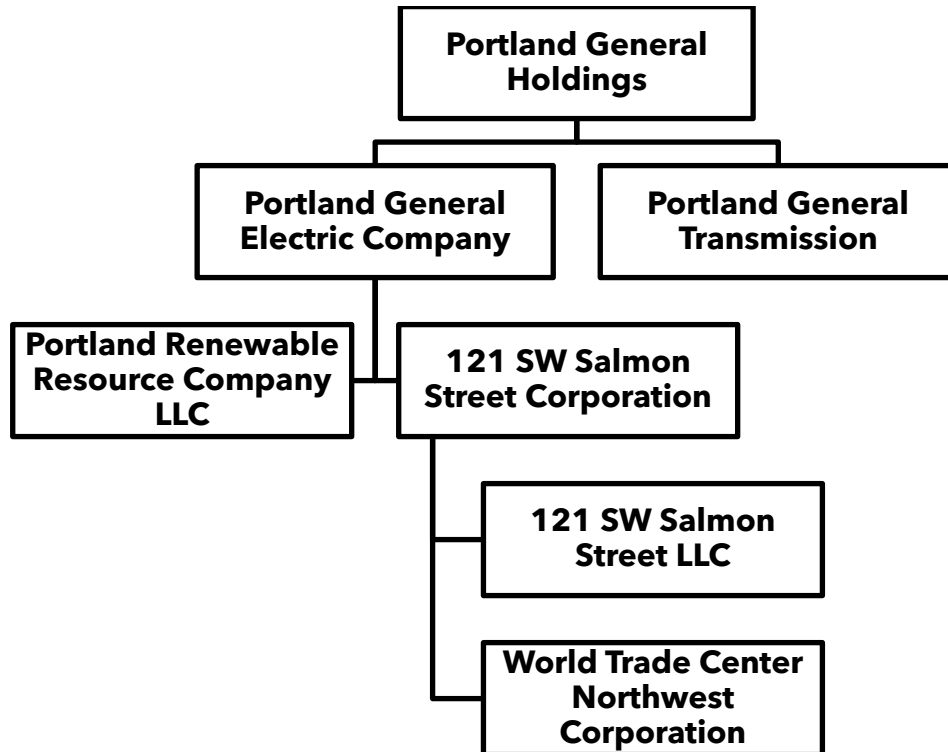 Portland General
Holdings
Portland General
Electric Company
Portland General
Transmission
Portland Renewable
Resource Company
LLC
121 SW Salmon
Street Corporation
121 SW Salmon
Street LLC
World Trade Center
Northwest
Corporation